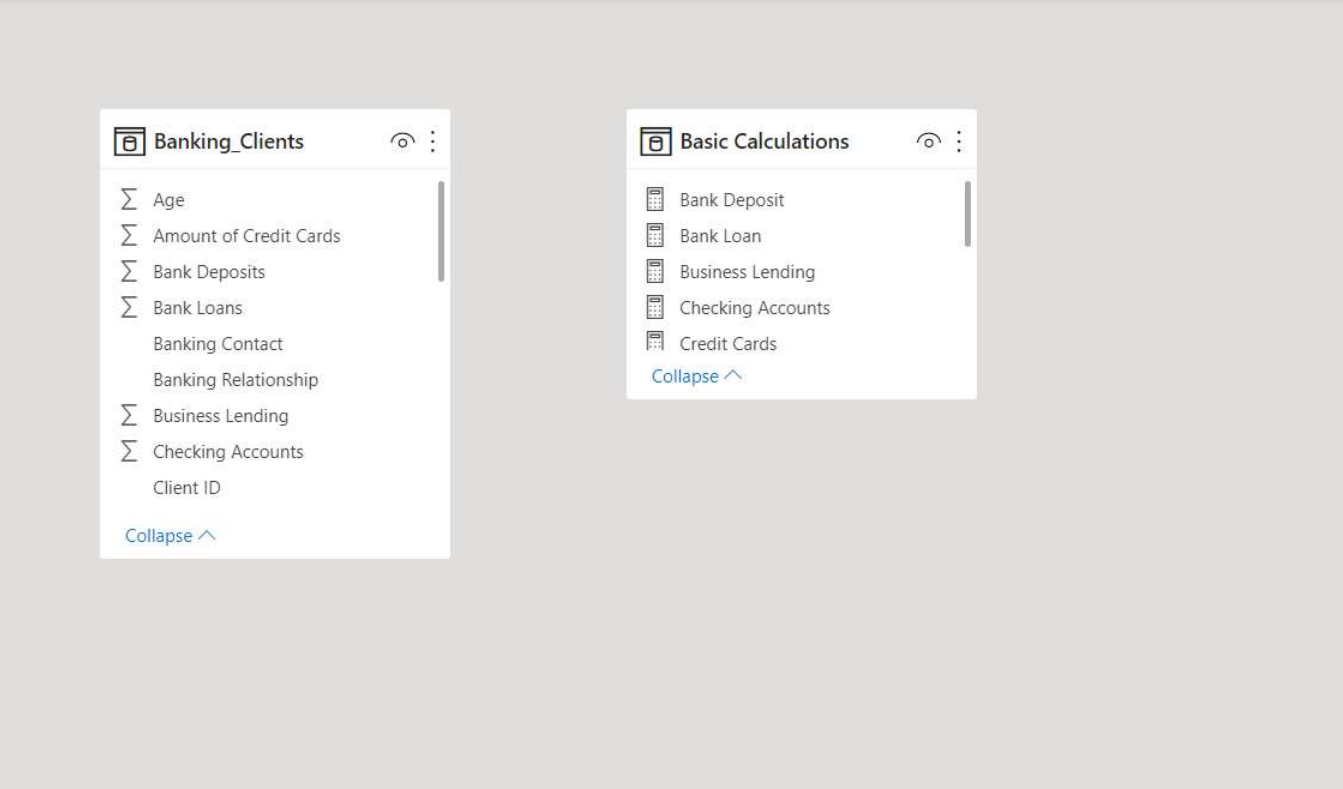 Banking_Clients
Age
Amount of Credit Cards
Bank Deposits
Bank Loans
Banking Contact
Banking Relationship
Business Lending
Checking Accounts
Client ID
Collapse
Basic Calculations
Bank Deposit
Bank Loan
Business Lending
Checking Accounts
Credit Cards
Collapse